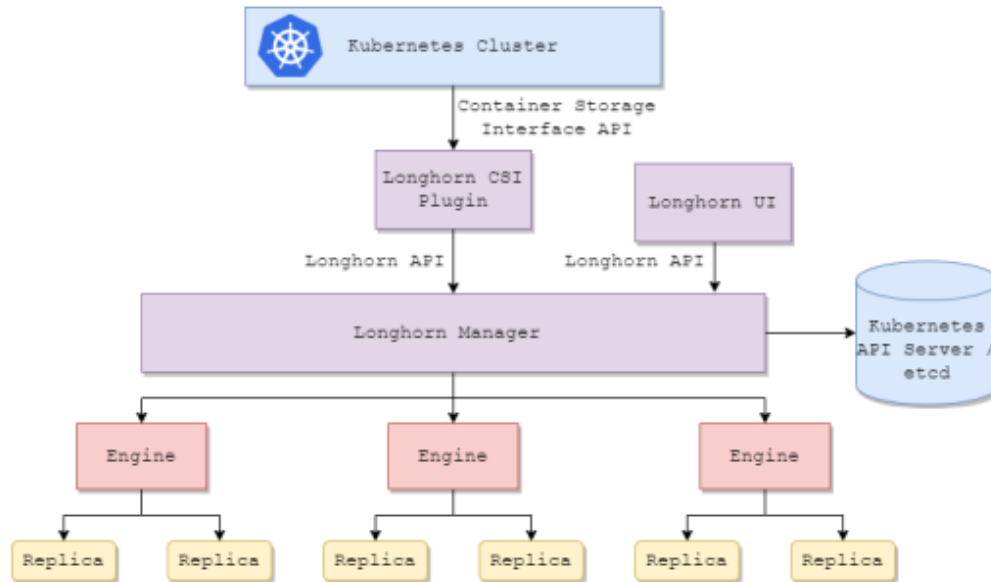 Kubernetes Cluster
Container Storage
Interface API
Longhorn CSI
Plugin
Longhorn UI
Longhorn API
Longhorn API
Longhorn Manager
Kubernetes
API Server /
etcd
Engine
Engine
Engine
Replica
Replica
Replica
Replica
Replica
Replica